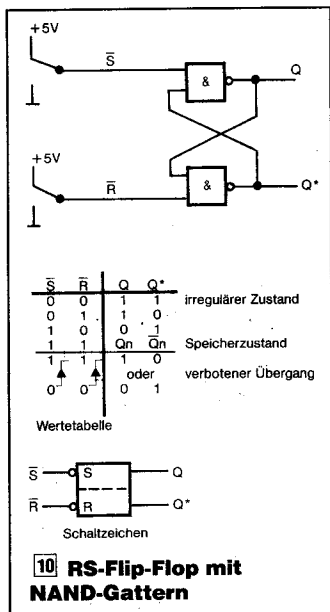 +5V
S̅
&
Q
+5V
R̅
&
Q*
S̅ R̅ Q Q*
0 0 1 1 irregulärer Zustand
0 1 1 0
1 0 0 1
1 1 Qn Q̅n Speicherzustand
1 1 1 0
oder verbotener Übergang
0 0 0 1
Wertetabelle
S̅ S Q
R̅ R Q*
Schaltzeichen
10 RS-Flip-Flop mit
NAND-Gattern